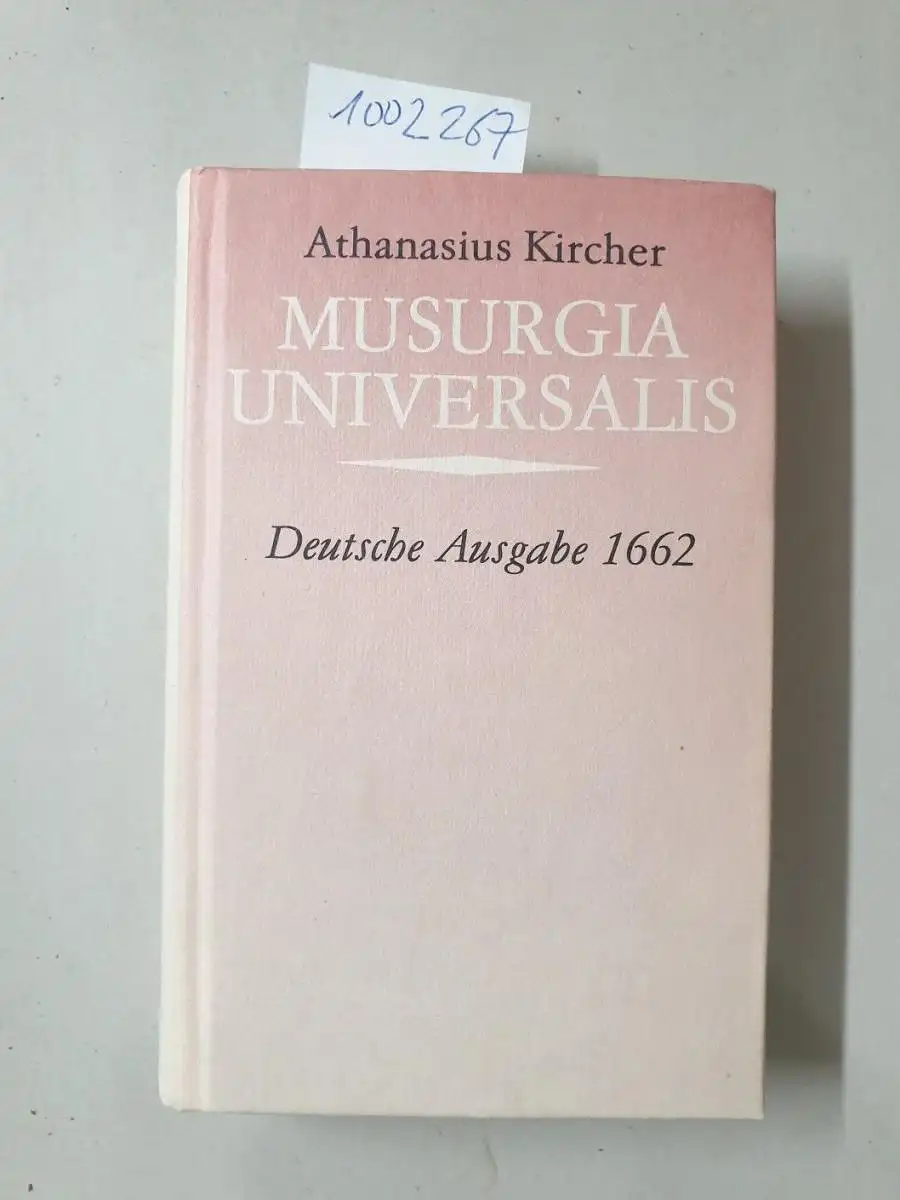 1002267
Athanasius Kircher
MUSURGIA
UNIVERSALIS
Deutsche Ausgabe 1662